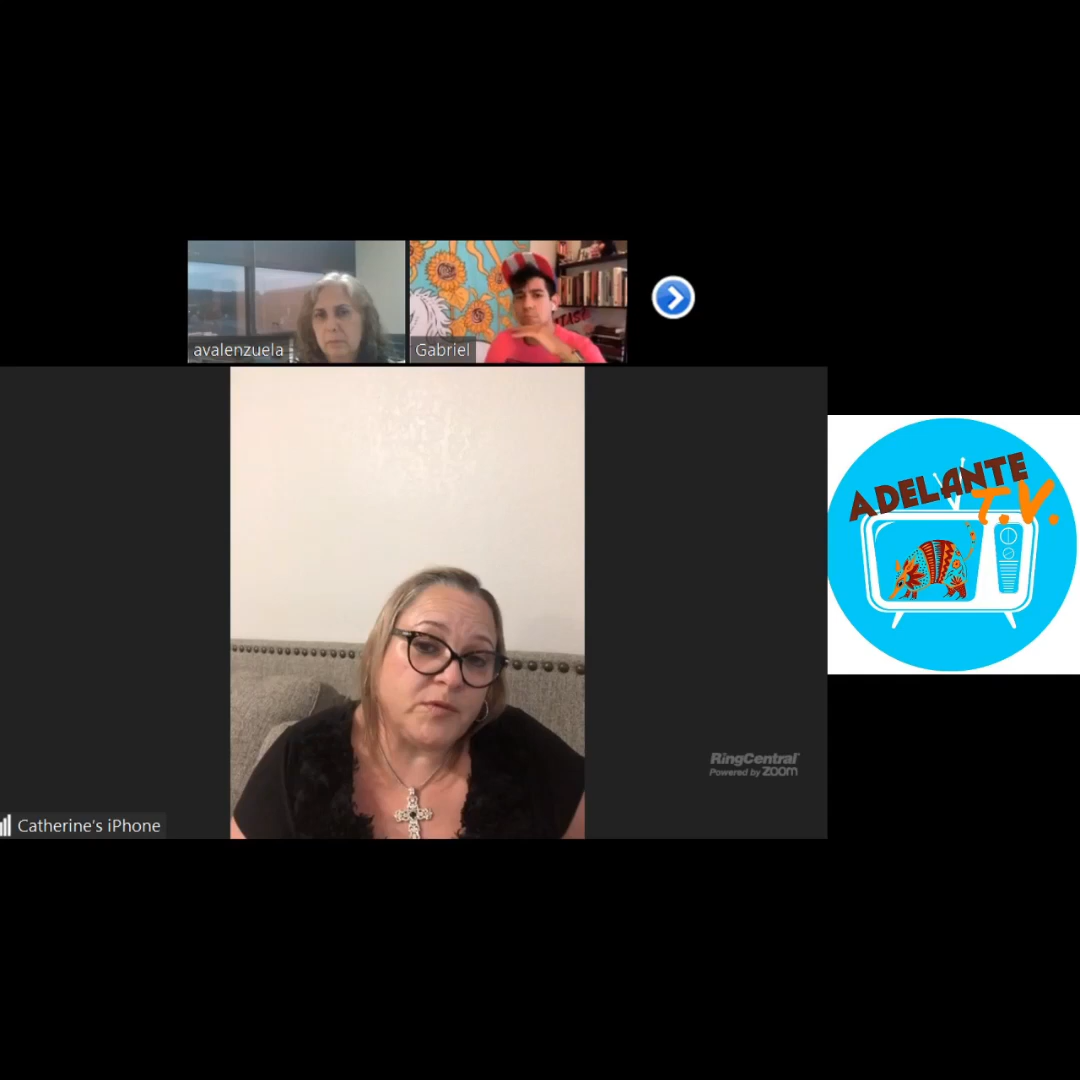 avalenzuela
Gabriel
ADELANTE
T.V.
RingCentral
Powered by zoom
Catherine's iPhone